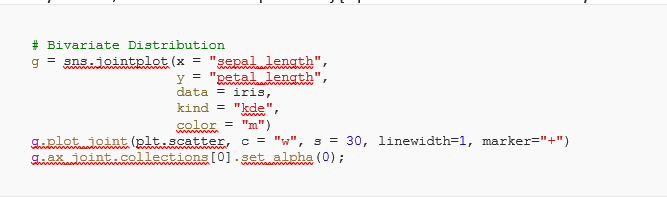 # Bivariate Distribution
g = sns.jointplot(x = "sepal_length",
y = "petal_length",
data = iris,
kind = "kde",
color = "m")
g.plot_joint(plt.scatter, c = "w", s = 30, linewidth=1, marker="+")
g.ax_joint.collections[0].set_alpha(0);